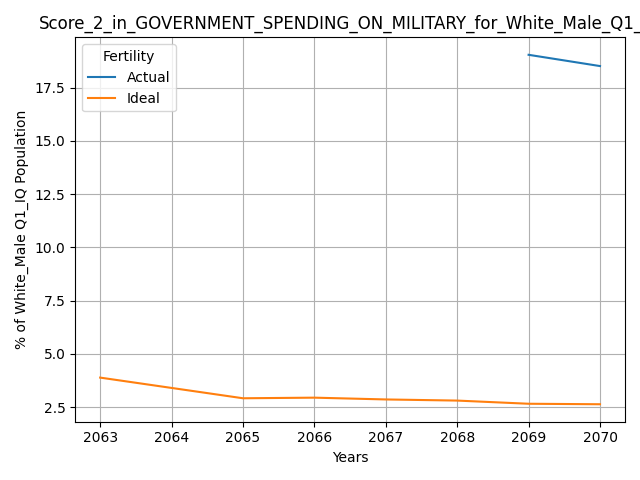 Score_2_in_GOVERNMENT_SPENDING_ON_MILITARY_for_White_Male_Q1_
Fertility
Actual
Ideal
17.5
15.0
12.5
10.0
7.5
5.0
2.5
% of White_Male Q1_IQ Population
2063 2064 2065 2066 2067 2068 2069 2070
Years